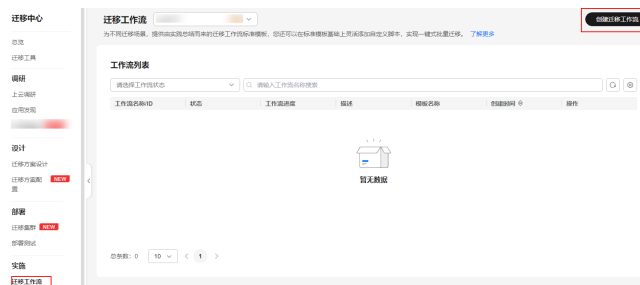 迁移中心
总览
迁移工具
调研
上云调研
应用发现
设计
迁移方案设计
迁移方案配置 NEW
部署
迁移集群 NEW
部署测试
实施
迁移工作流
迁移工作流
创建迁移工作流
为不同迁移场景，提供由实践总结而来的迁移工作流标准模板，您还可以在标准模板基础上灵活添加自定义脚本，实现一键式批量迁移。 了解更多
工作流列表
请选择工作流状态
请输入工作流名称搜索
工作流名称/ID 状态 工作流进度 描述 模板名称 创建时间 操作
暂无数据
总条数：0 10 < 1 >